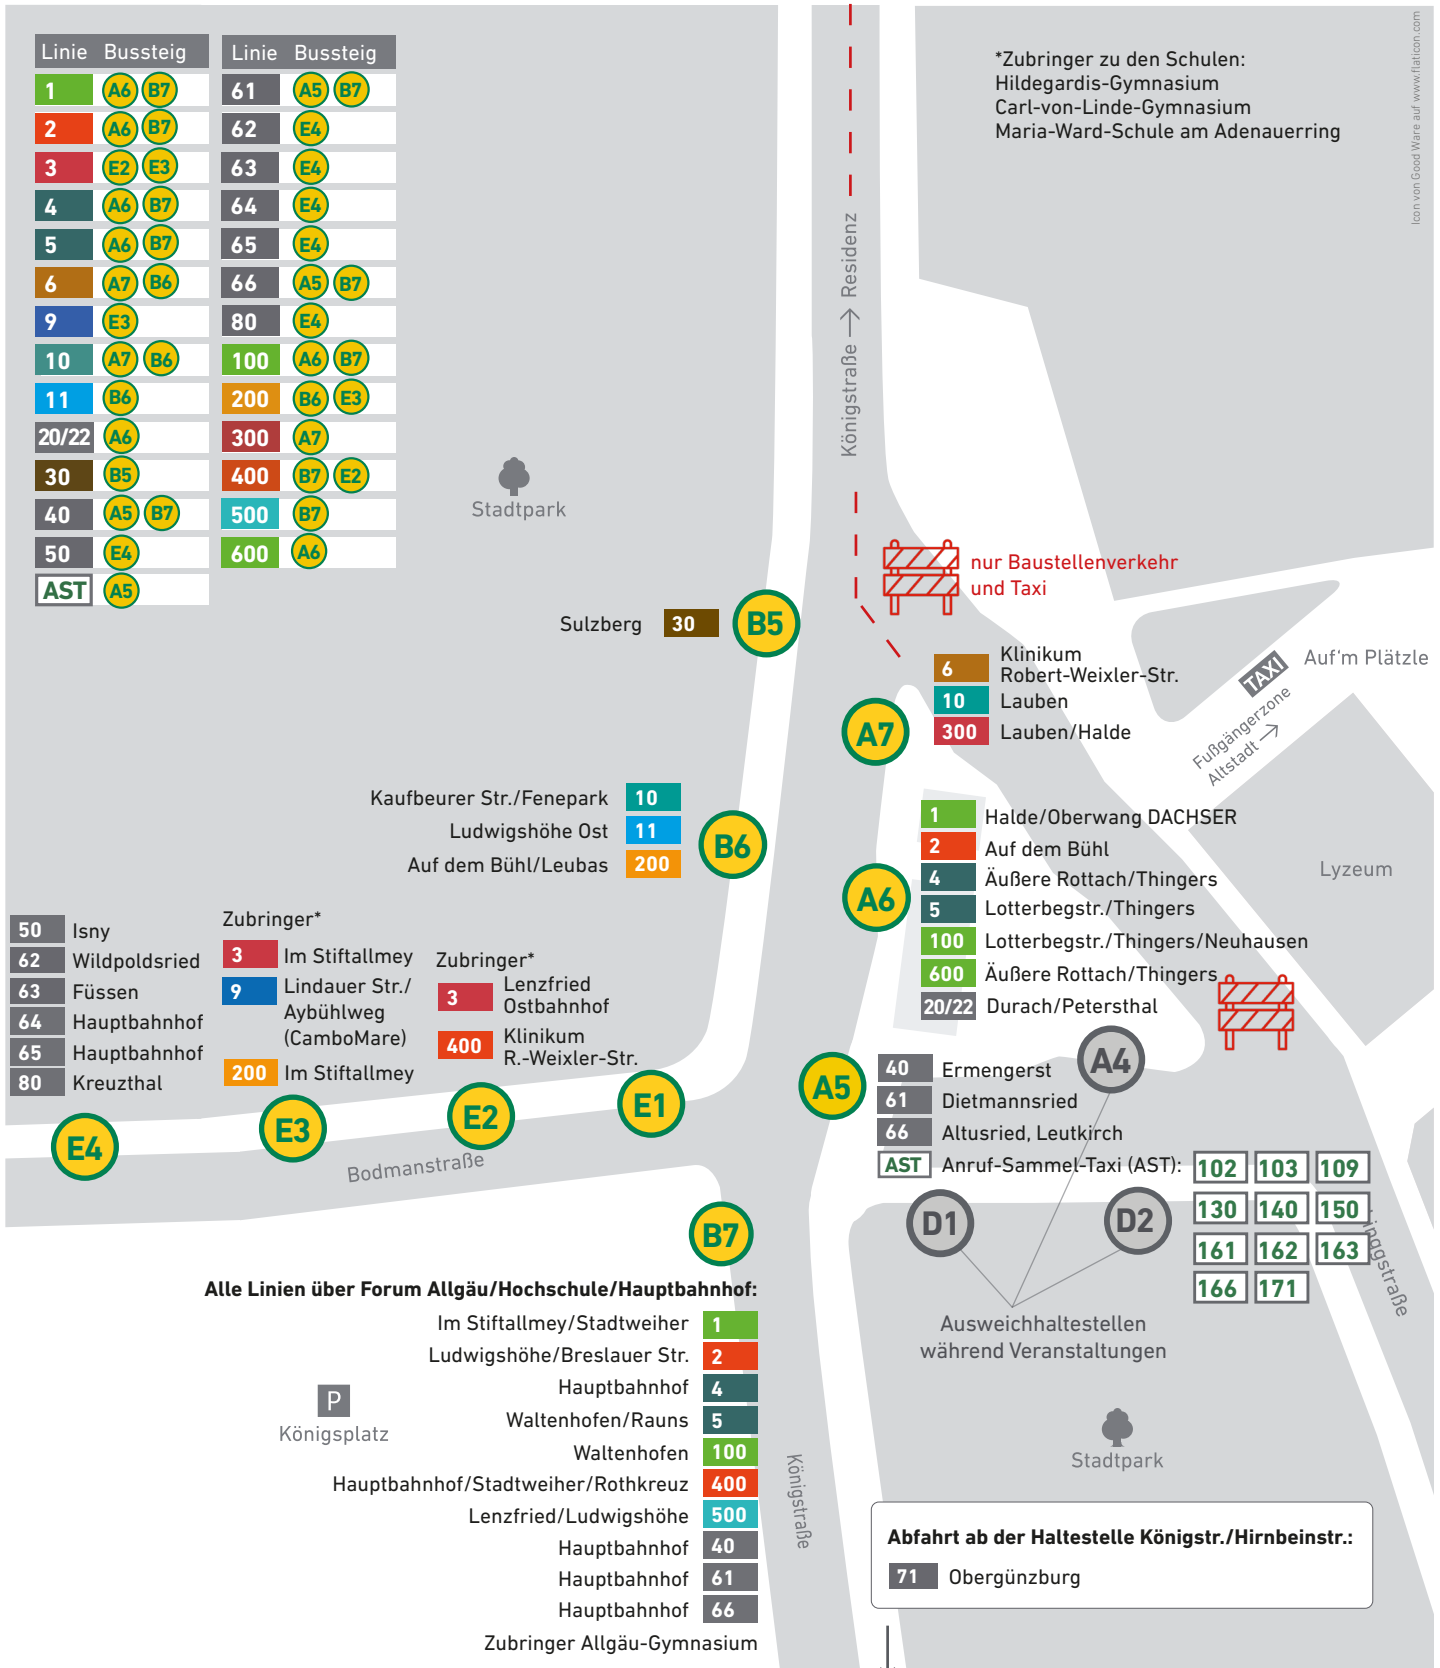 Linie Bussteig
1 A6 B7
2 A6 B7
3 E2 E3
4 A6 B7
5 A6 B7
6 A7 B6
9 E3
10 A7 B6
11 B6
20/22 A6
30 B5
40 A5 B7
50 E4
AST A5
Linie Bussteig
61 A5 B7
62 E4
63 E4
64 E4
65 E4
66 A5 B7
80 E4
100 A6 B7
200 B6 E3
300 A7
400 B7 E2
500 B7
600 A6
*Zubringer zu den Schulen:
Hildegardis-Gymnasium
Carl-von-Linde-Gymnasium
Maria-Ward-Schule am Adenauerring
Icon von Good Ware auf www.flaticon.com
Königstraße → Residenz
Stadtpark
nur Baustellenverkehr
und Taxi
Sulzberg 30
B5
TAXI
Auf'm Plätzle
Fußgängerzone
Altstadt →
A7
6 Klinikum
Robert-Weixler-Str.
10 Lauben
300 Lauben/Halde
Kaufbeurer Str./Fenepark 10
Ludwigshöhe Ost 11
Auf dem Bühl/Leubas 200
B6
A6
1 Halde/Oberwang DACHSER
2 Auf dem Bühl
4 Äußere Rottach/Thingers
5 Lotterbegstr./Thingers
100 Lotterbegstr./Thingers/Neuhausen
600 Äußere Rottach/Thingers
20/22 Durach/Petersthal
Lyzeum
50 Isny
62 Wildpoldsried
63 Füssen
64 Hauptbahnhof
65 Hauptbahnhof
80 Kreuzthal
E4
Zubringer*
3 Im Stiftallmey
9 Lindauer Str./
Aybühlweg
(CamboMare)
200 Im Stiftallmey
E3
Zubringer*
3 Lenzfried
Ostbahnhof
400 Klinikum
R.-Weixler-Str.
E2
E1
Bodmanstraße
A4
A5
40 Ermengerst
61 Dietmannsried
66 Altusried, Leutkirch
AST Anruf-Sammel-Taxi (AST):
102 103 109
130 140 150
161 162 163
166 171
D1
D2
Ausweichhaltestellen
während Veranstaltungen
B7
Alle Linien über Forum Allgäu/Hochschule/Hauptbahnhof:
Im Stiftallmey/Stadtweiher 1
Ludwigshöhe/Breslauer Str. 2
Hauptbahnhof 4
Waltenhofen/Rauns 5
Waltenhofen 100
Hauptbahnhof/Stadtweiher/Rothkreuz 400
Lenzfried/Ludwigshöhe 500
Hauptbahnhof 40
Hauptbahnhof 61
Hauptbahnhof 66
Zubringer Allgäu-Gymnasium
P
Königsplatz
Königstraße
Stadtpark
Abfahrt ab der Haltestelle Königstr./Hirnbeinstr.:
71 Obergünzburg